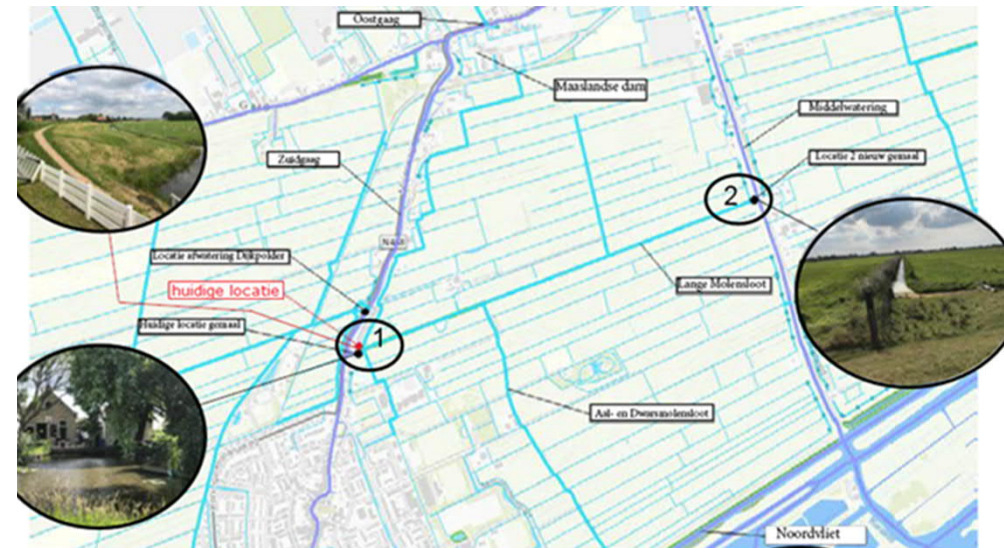 Oostgaag
Maaslandse dam
Middelwatering
Zuidgaag
Locatie 2 nieuw gemaal
2
N468
Locatie afwatering Dijkpolder
huidige locatie
Lange Molensloot
Huidige locatie gemaal
1
Aal- en Dwarsmolensloot
Noordvliet